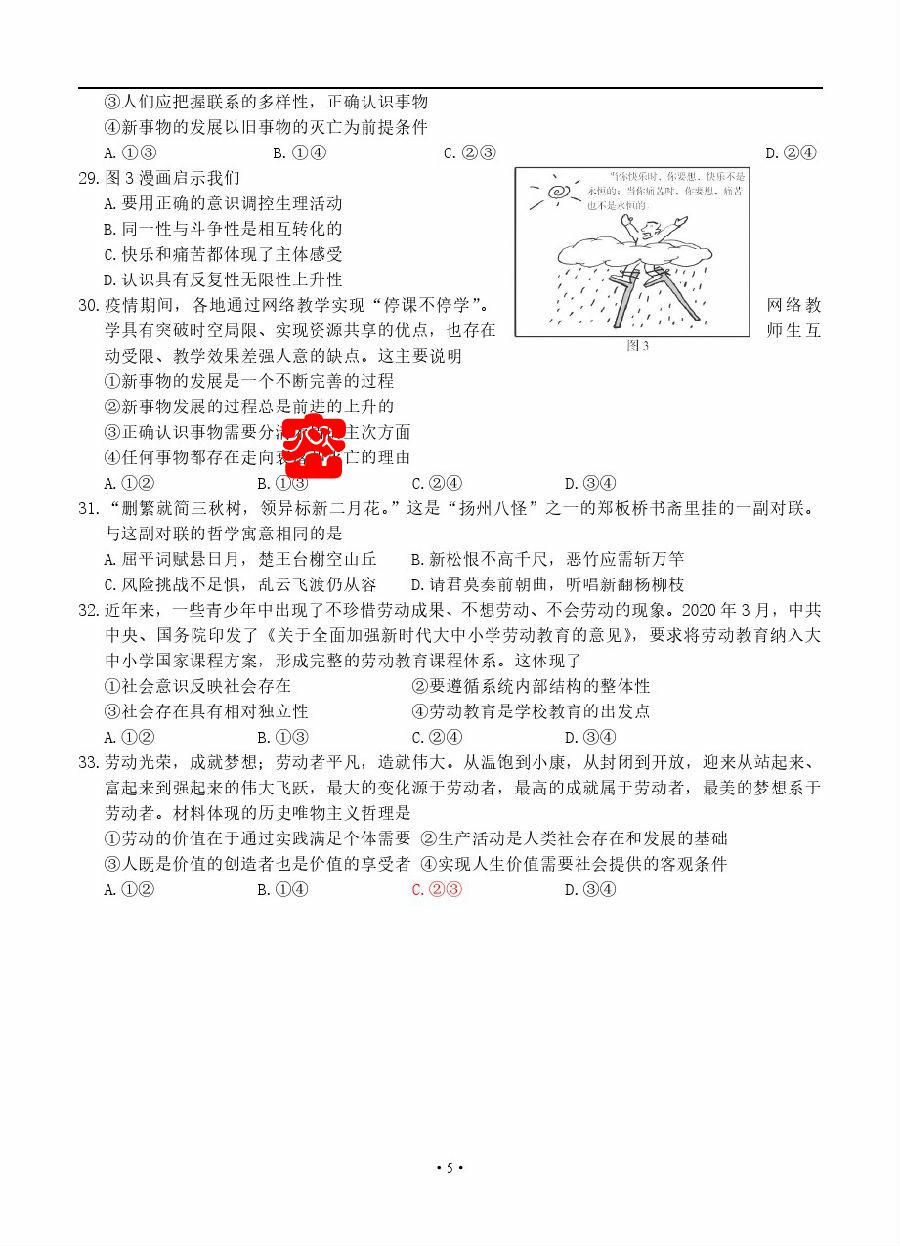 ③人们应把握联系的多样性，正确认识事物
④新事物的发展以旧事物的灭亡为前提条件
A. ①③ B. ①④ C. ②③ D. ②④
29. 图 3 漫画启示我们
A. 要用正确的意识调控生理活动
B. 同一性与斗争性是相互转化的
C. 快乐和痛苦都体现了主体感受
D. 认识具有反复性无限性上升性
当你快乐时，你要想，快乐不是
永恒的；当你痛苦时，你要想，痛苦
也不是永恒的。
图 3
30. 疫情期间，各地通过网络教学实现“停课不停学”。 网络教
学具有突破时空局限、实现资源共享的优点，也存在 师生互
动受限、教学效果差强人意的缺点。这主要说明
①新事物的发展是一个不断完善的过程
②新事物发展的过程总是前进的上升的
③正确认识事物需要分清 主次方面
④任何事物都存在走向 亡的理由
A. ①② B. ①③ C. ②④ D. ③④
31. “删繁就简三秋树，领异标新二月花。”这是“扬州八怪”之一的郑板桥书斋里挂的一副对联。
与这副对联的哲学寓意相同的是
A. 屈平词赋悬日月，楚王台榭空山丘 B. 新松恨不高千尺，恶竹应需斩万竿
C. 风险挑战不足惧，乱云飞渡仍从容 D. 请君莫奏前朝曲，听唱新翻杨柳枝
32. 近年来，一些青少年中出现了不珍惜劳动成果、不想劳动、不会劳动的现象。2020 年 3 月，中共
中央、国务院印发了《关于全面加强新时代大中小学劳动教育的意见》，要求将劳动教育纳入大
中小学国家课程方案，形成完整的劳动教育课程体系。这体现了
①社会意识反映社会存在 ②要遵循系统内部结构的整体性
③社会存在具有相对独立性 ④劳动教育是学校教育的出发点
A. ①② B. ①③ C. ②④ D. ③④
33. 劳动光荣，成就梦想；劳动者平凡，造就伟大。从温饱到小康，从封闭到开放，迎来从站起来、
富起来到强起来的伟大飞跃，最大的变化源于劳动者，最高的成就属于劳动者，最美的梦想系于
劳动者。材料体现的历史唯物主义哲理是
①劳动的价值在于通过实践满足个体需要 ②生产活动是人类社会存在和发展的基础
③人既是价值的创造者也是价值的享受者 ④实现人生价值需要社会提供的客观条件
A. ①② B. ①④ C. ②③ D. ③④
• 5 •